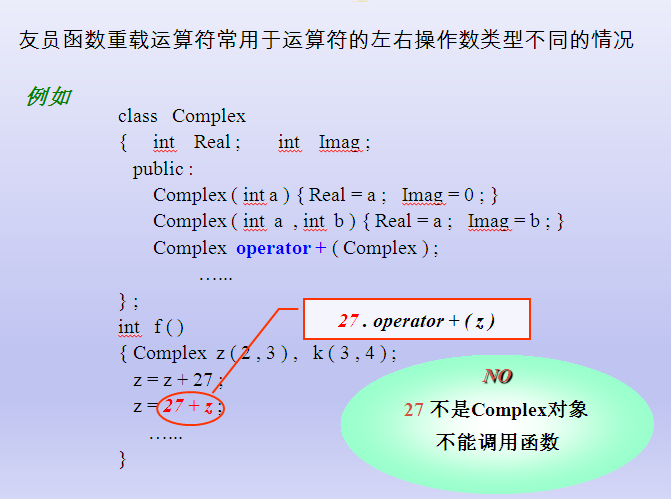 友员函数重载运算符常用于运算符的左右操作数类型不同的情况
例如
class Complex
{ int Real ; int Imag ;
public :
Complex ( int a ) { Real = a ; Imag = 0 ; }
Complex ( int a , int b ) { Real = a ; Imag = b ; }
Complex operator + ( Complex ) ;
…...
} ;
int f ( )
27 . operator + ( z )
{ Complex z ( 2 , 3 ) , k ( 3 , 4 ) ;
z = z + 27 ;
z = 27 + z ;
…...
}
NO
27 不是Complex对象
不能调用函数